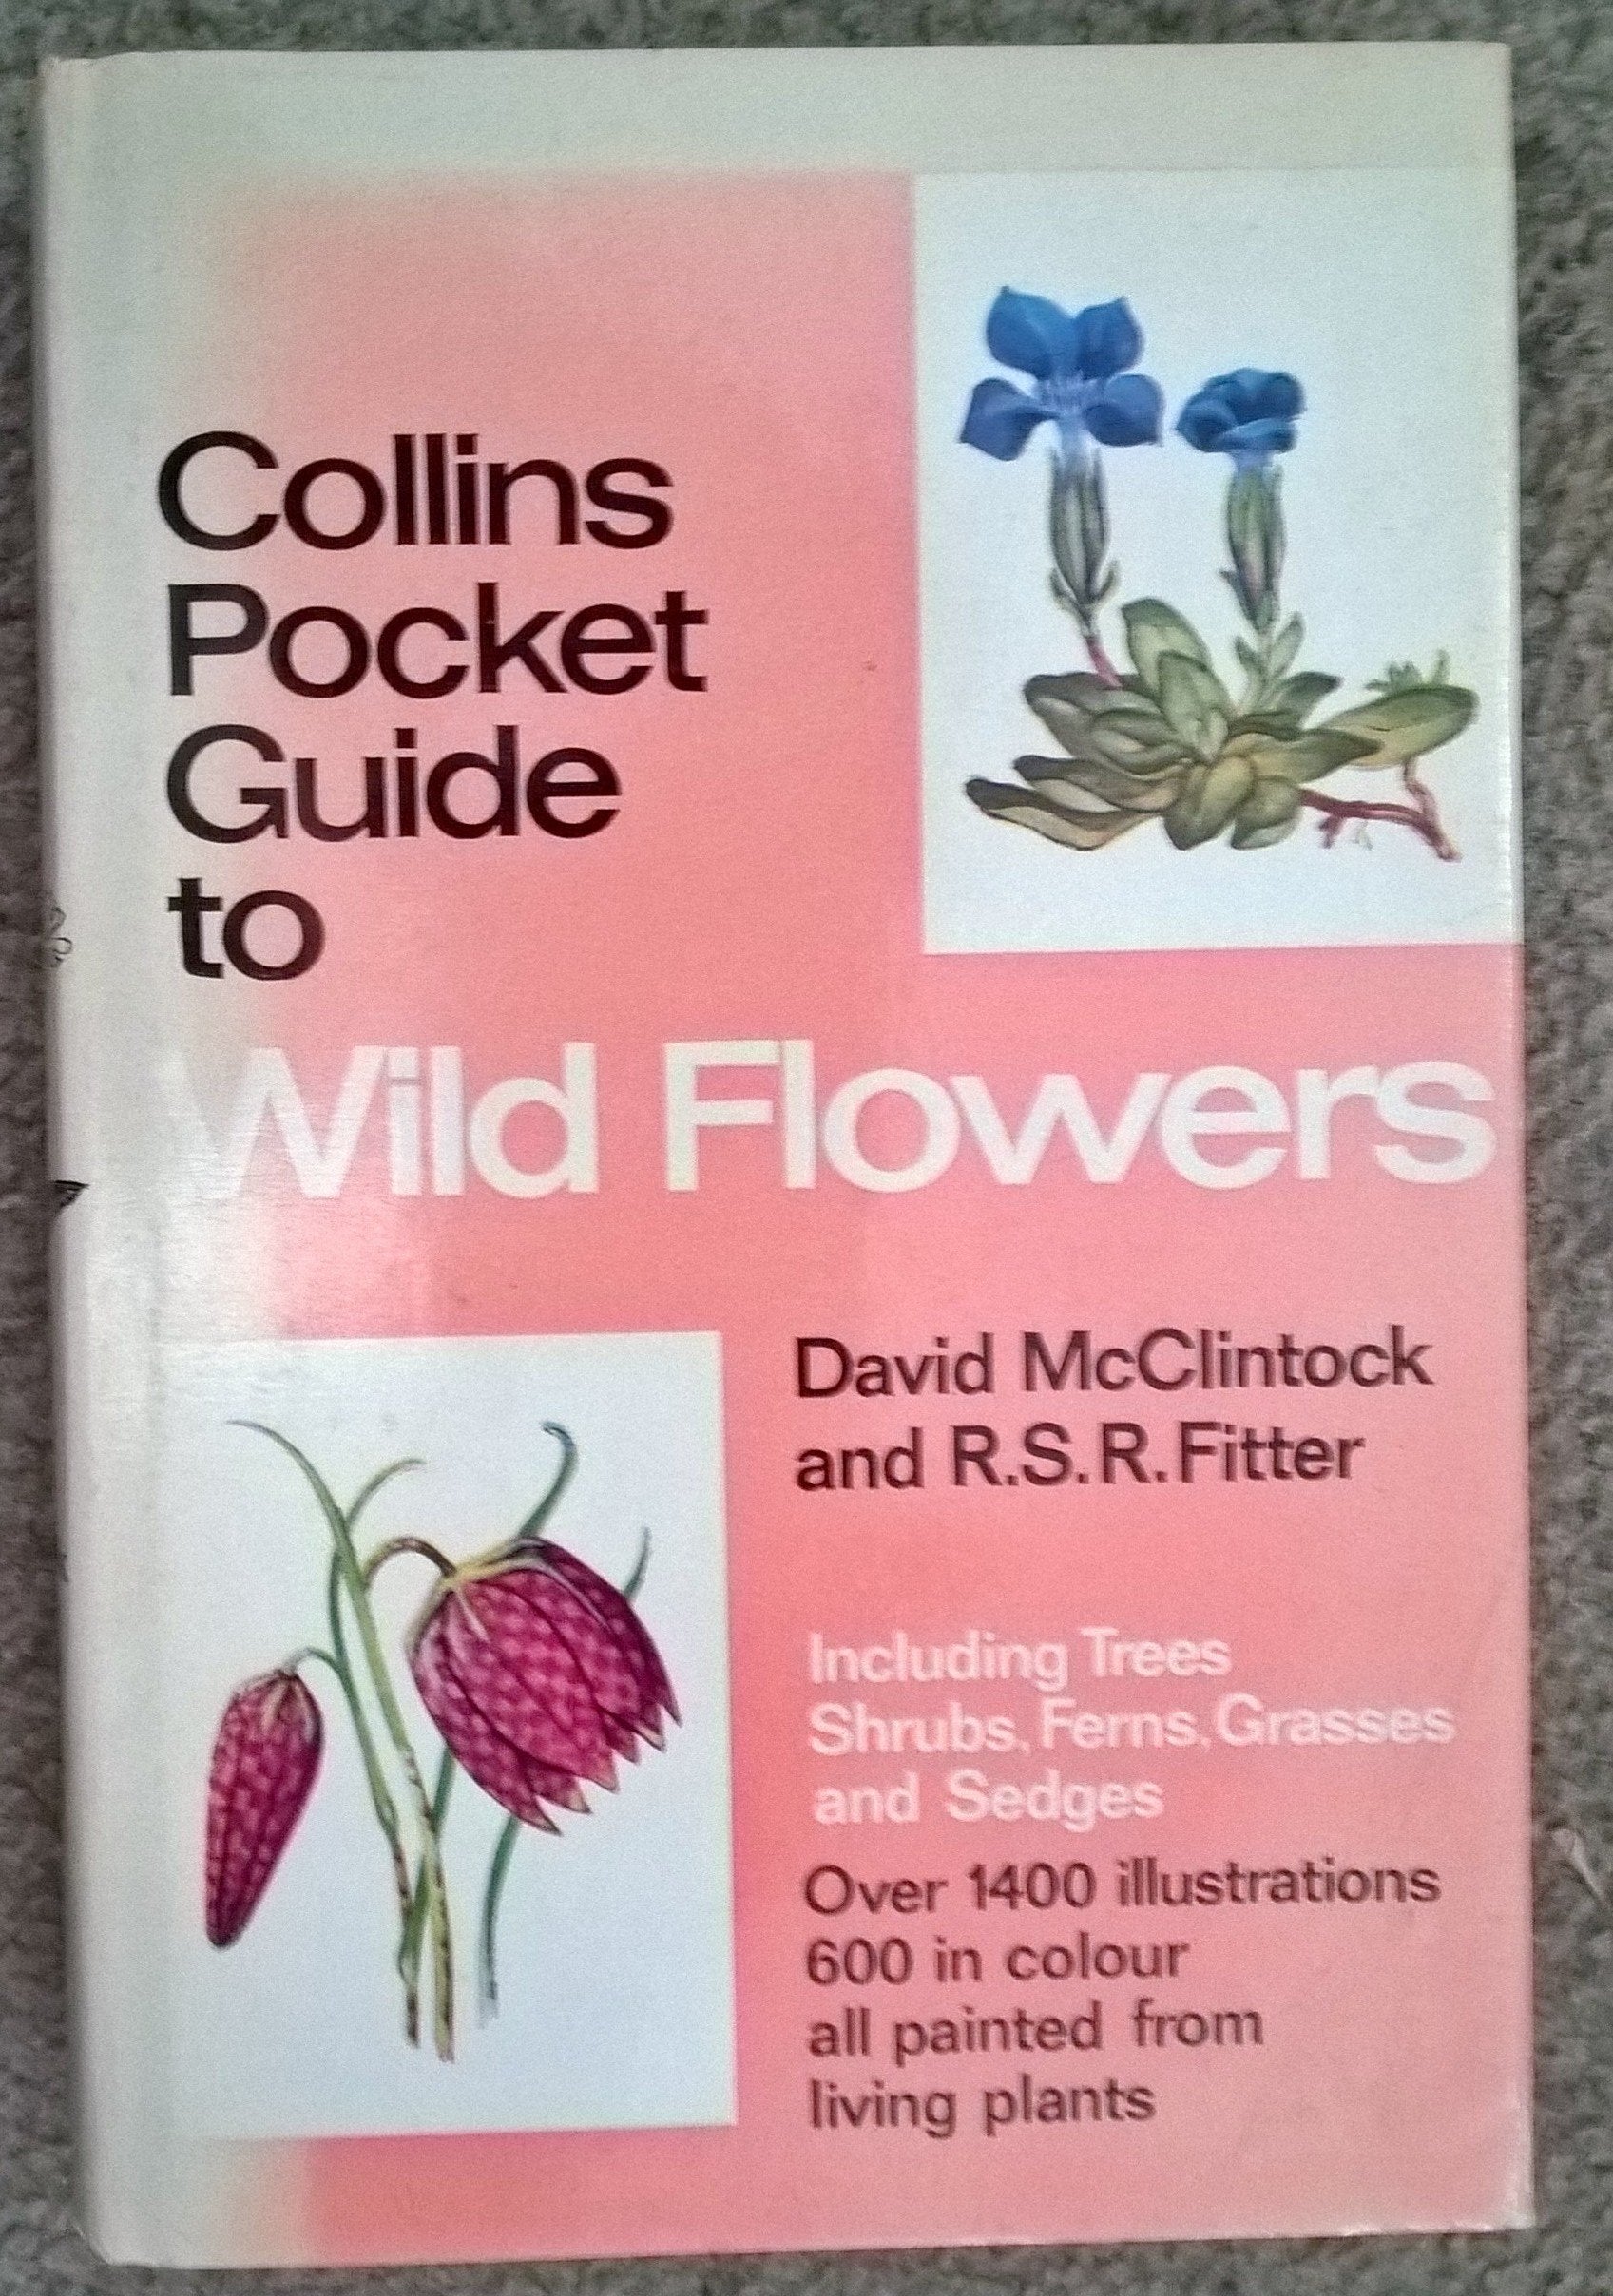 Collins
Pocket
Guide
to
Wild Flowers
David McClintock
and R.S.R. Fitter
Including Trees
Shrubs, Ferns, Grasses
and Sedges
Over 1400 illustrations
600 in colour
all painted from
living plants